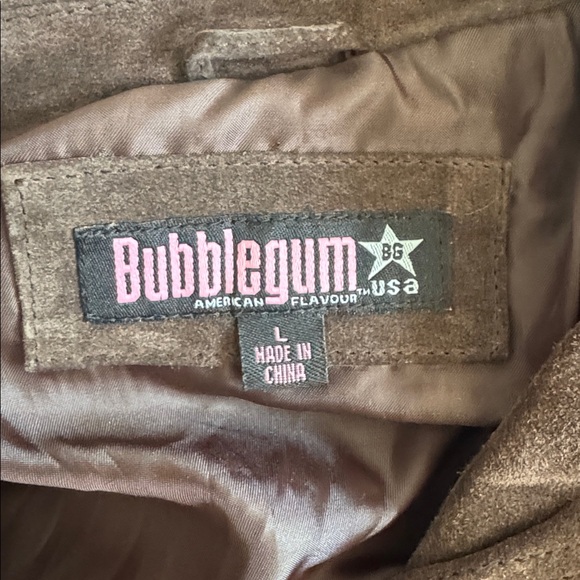 Bubblegum
BG
AMERICAN FLAVOUR™ usa
L
MADE IN
CHINA